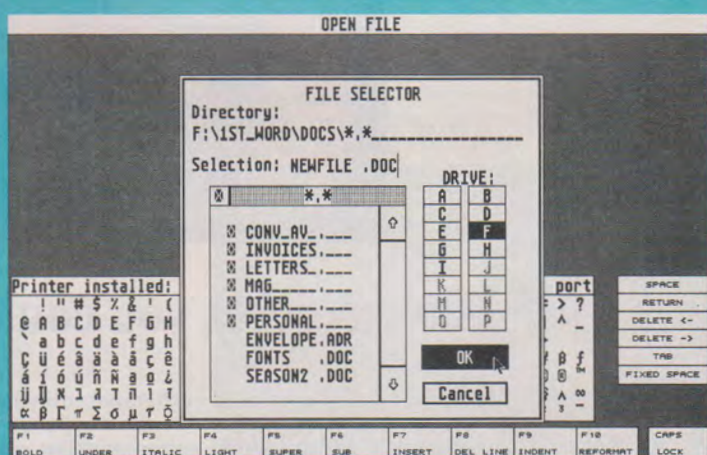 OPEN FILE
FILE SELECTOR
Directory:
F:\1ST_WORD\DOCS\*.*
Selection: NEWFILE .DOC
DRIVE:
*.*
CONV_AV_.___
INVOICES.___
LETTERS_.___
MAG_____.___
OTHER___.___
PERSONAL.___
ENVELOPE.ADR
FONTS   .DOC
SEASON2 .DOC
A B
C D
E F
G H
I J
K L
M N
O P
OK
Cancel
Printer installed:
port
! " # $ % & ' (
> ?
@ A B C D E F G H
^ _
` a b c d e f g h
Ç ü é â ä à å ç ê
β ƒ
á í ó ú ñ Ñ ª º ¿
™
α β Γ π Σ σ μ τ
∧ ∞
SPACE
RETURN
DELETE <-
DELETE ->
TAB
FIXED SPACE
F1 F2 F3 F4 F5 F6 F7 F8 F9 F10 CAPS
BOLD UNDER ITALIC LIGHT SUPER SUB INSERT DEL LINE INDENT REFORMAT LOCK